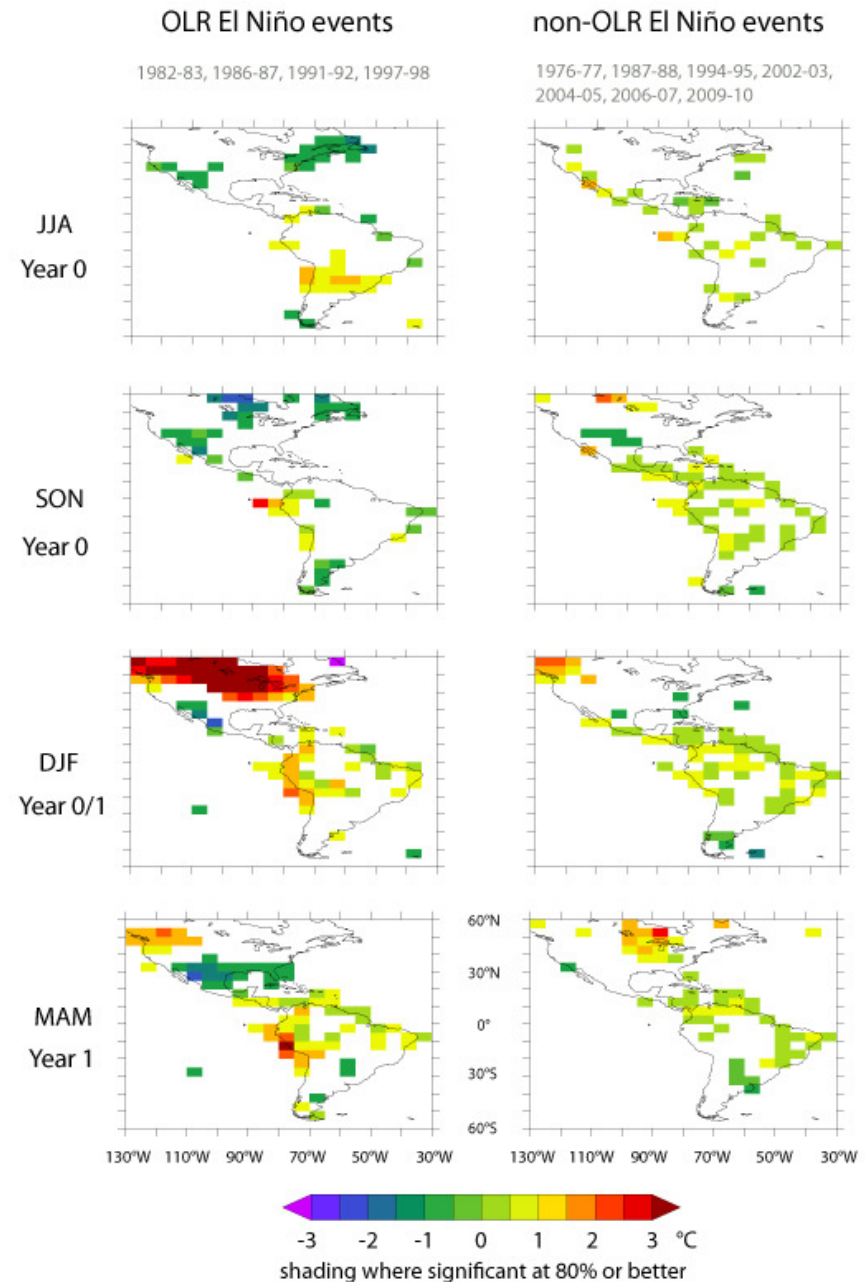 OLR El Niño events
non-OLR El Niño events
1982-83, 1986-87, 1991-92, 1997-98
1976-77, 1987-88, 1994-95, 2002-03,
2004-05, 2006-07, 2009-10
JJA
Year 0
SON
Year 0
DJF
Year 0/1
MAM
Year 1
60°N
30°N
0°
30°S
60°S
130°W 110°W 90°W 70°W 50°W 30°W
130°W 110°W 90°W 70°W 50°W 30°W
-3 -2 -1 0 1 2 3 °C
shading where significant at 80% or better